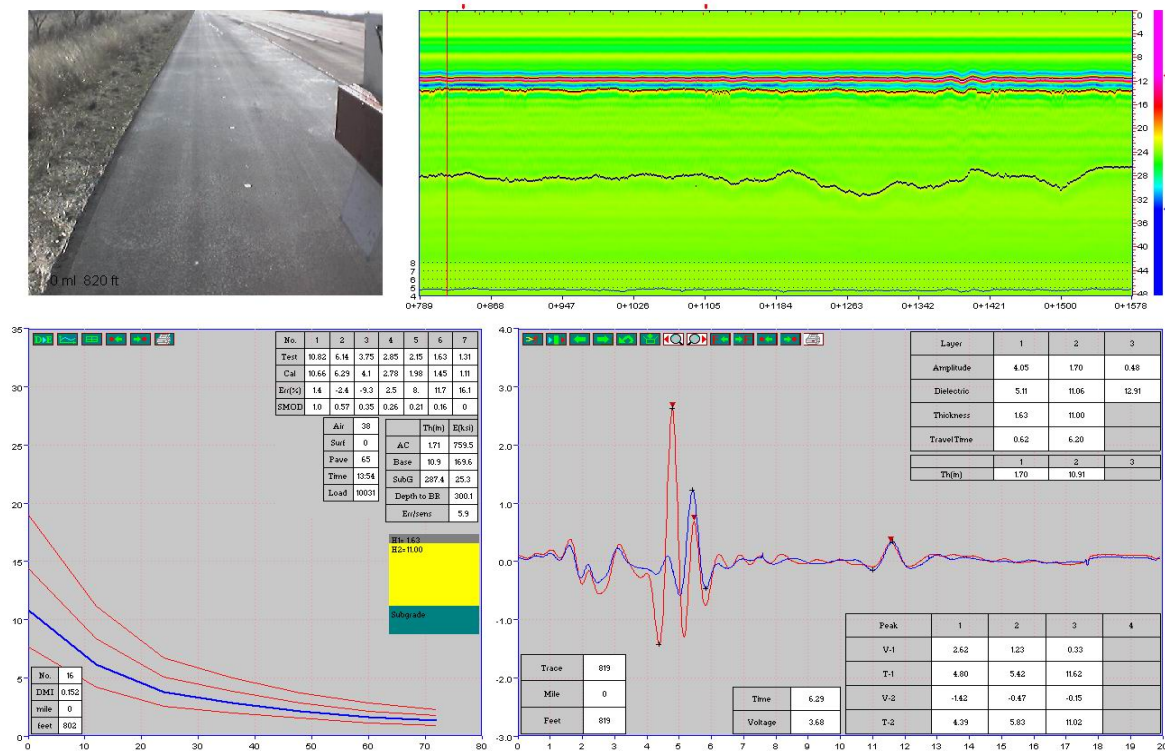 0 ml 820 ft
0
4
8
12
16
20
24
28
32
36
40
44
48
8
7
6
5
4
0+789 0+868 0+947 0+1026 0+1105 0+1184 0+1263 0+1342 0+1421 0+1500 0+1578
35
30
25
20
15
10
5
0
0 10 20 30 40 50 60 70 80
D▸E
No. 1 2 3 4 5 6 7
Test 10.82 6.14 3.75 2.85 2.15 1.63 1.31
Cal 10.66 6.29 4.1 2.78 1.98 1.45 1.11
Err(%) 1.4 -2.4 -9.3 2.5 8. 11.7 16.1
SMOD 1.0 0.57 0.35 0.26 0.21 0.16 0
Air 38
Surf 0
Pave 65
Time 13:54
Load 10031
Th(in) E(ksi)
AC 1.71 759.5
Base 10.9 169.6
SubG 287.4 25.3
Depth to BR 300.1
Err/sens 5.9
H1= 1.63
H2= 11.00
Subgrade
No. 16
DMI 0.152
mile 0
feet 802
4.0
3.0
2.0
1.0
0.0
-1.0
-2.0
-3.0
0 1 2 3 4 5 6 7 8 9 10 11 12 13 14 15 16 17 18 19 20
Layer 1 2 3
Amplitude 4.05 1.70 0.48
Dielectric 5.11 11.06 12.91
Thickness 1.63 11.00
TravelTime 0.62 6.20
1 2 3
Th(in) 1.70 10.91
Trace 819
Mile 0
Feet 819
Time 6.29
Voltage 3.68
Peak 1 2 3 4
V-1 2.62 1.23 0.33
T-1 4.80 5.42 11.62
V-2 -1.42 -0.47 -0.15
T-2 4.39 5.83 11.02